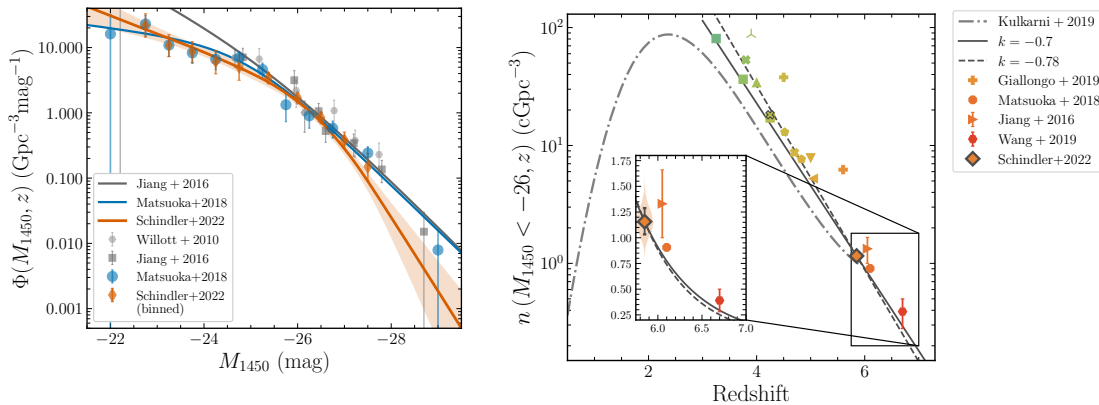 10.000
1.000
0.100
0.010
0.001
Φ(M₁₄₅₀, z) (Gpc⁻³mag⁻¹)
Jiang + 2016
Matsuoka+2018
Schindler+2022
Willott + 2010
Jiang + 2016
Matsuoka+2018
Schindler+2022
(binned)
−22 −24 −26 −28
M₁₄₅₀ (mag)
10²
10¹
10⁰
n (M₁₄₅₀ < −26, z) (cGpc⁻³)
1.75
1.50
1.25
1.00
0.75
0.50
0.25
6.0 6.5 7.0
2 4 6
Redshift
Kulkarni + 2019
k = −0.7
k = −0.78
Giallongo + 2019
Matsuoka + 2018
Jiang + 2016
Wang + 2019
Schindler+2022